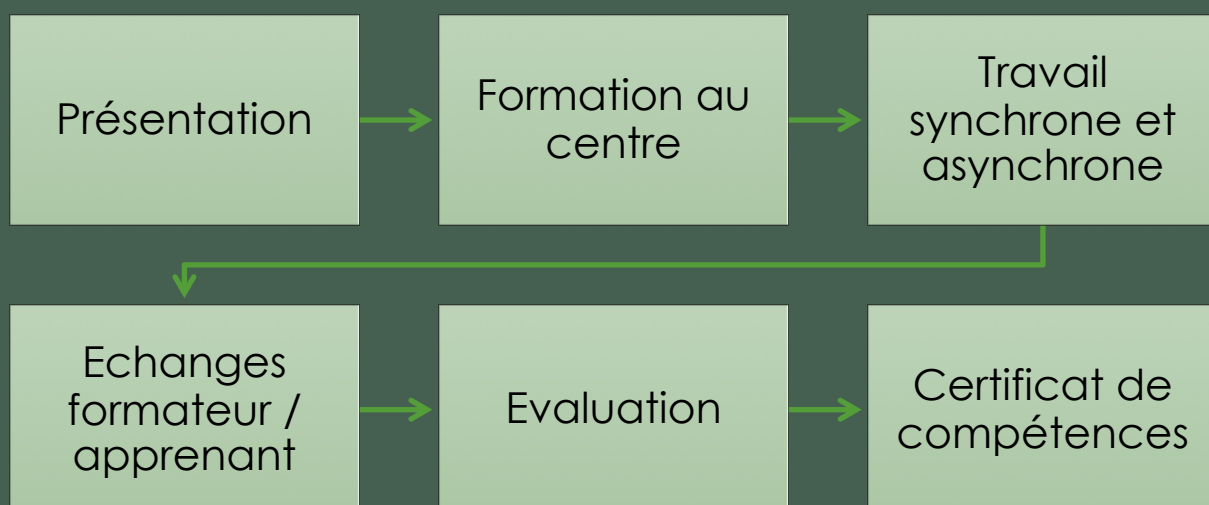 Présentation
Formation au
centre
Travail
synchrone et
asynchrone
Echanges
formateur /
apprenant
Evaluation
Certificat de
compétences